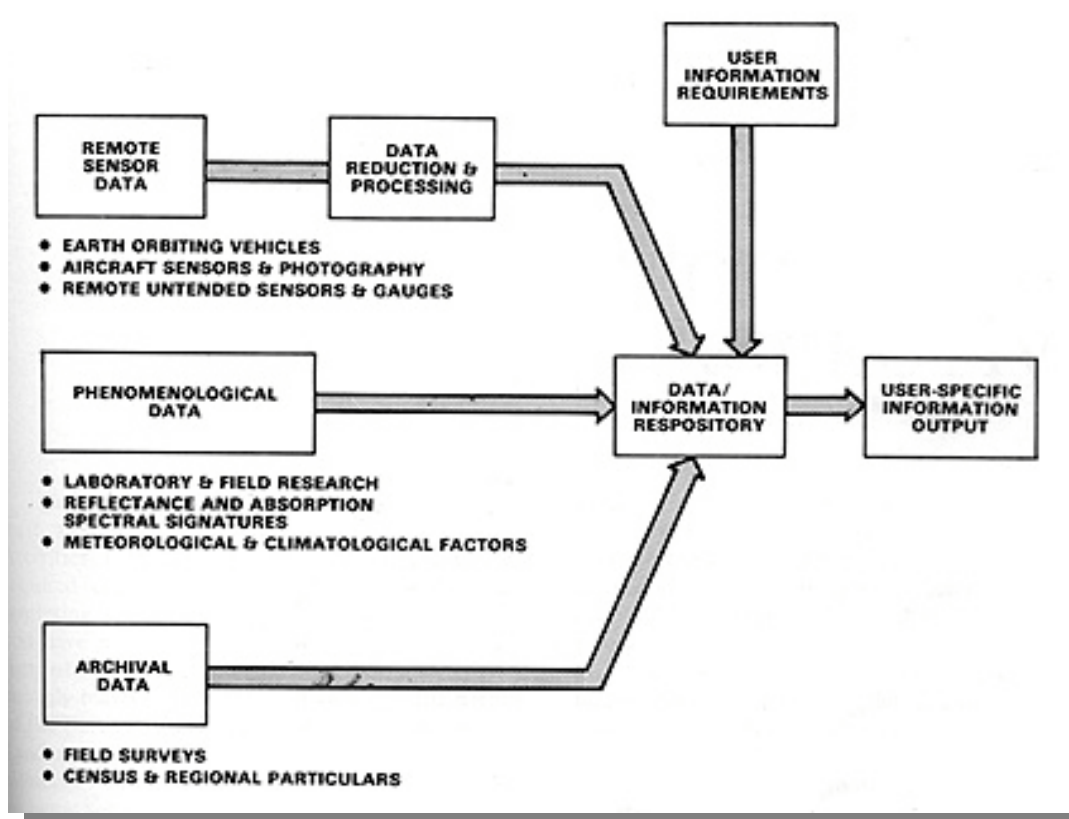 USER
INFORMATION
REQUIREMENTS
REMOTE
SENSOR
DATA
DATA
REDUCTION &
PROCESSING
● EARTH ORBITING VEHICLES
● AIRCRAFT SENSORS & PHOTOGRAPHY
● REMOTE UNTENDED SENSORS & GAUGES
PHENOMENOLOGICAL
DATA
DATA/
INFORMATION
RESPOSITORY
USER-SPECIFIC
INFORMATION
OUTPUT
● LABORATORY & FIELD RESEARCH
● REFLECTANCE AND ABSORPTION
SPECTRAL SIGNATURES
● METEOROLOGICAL & CLIMATOLOGICAL FACTORS
ARCHIVAL
DATA
● FIELD SURVEYS
● CENSUS & REGIONAL PARTICULARS